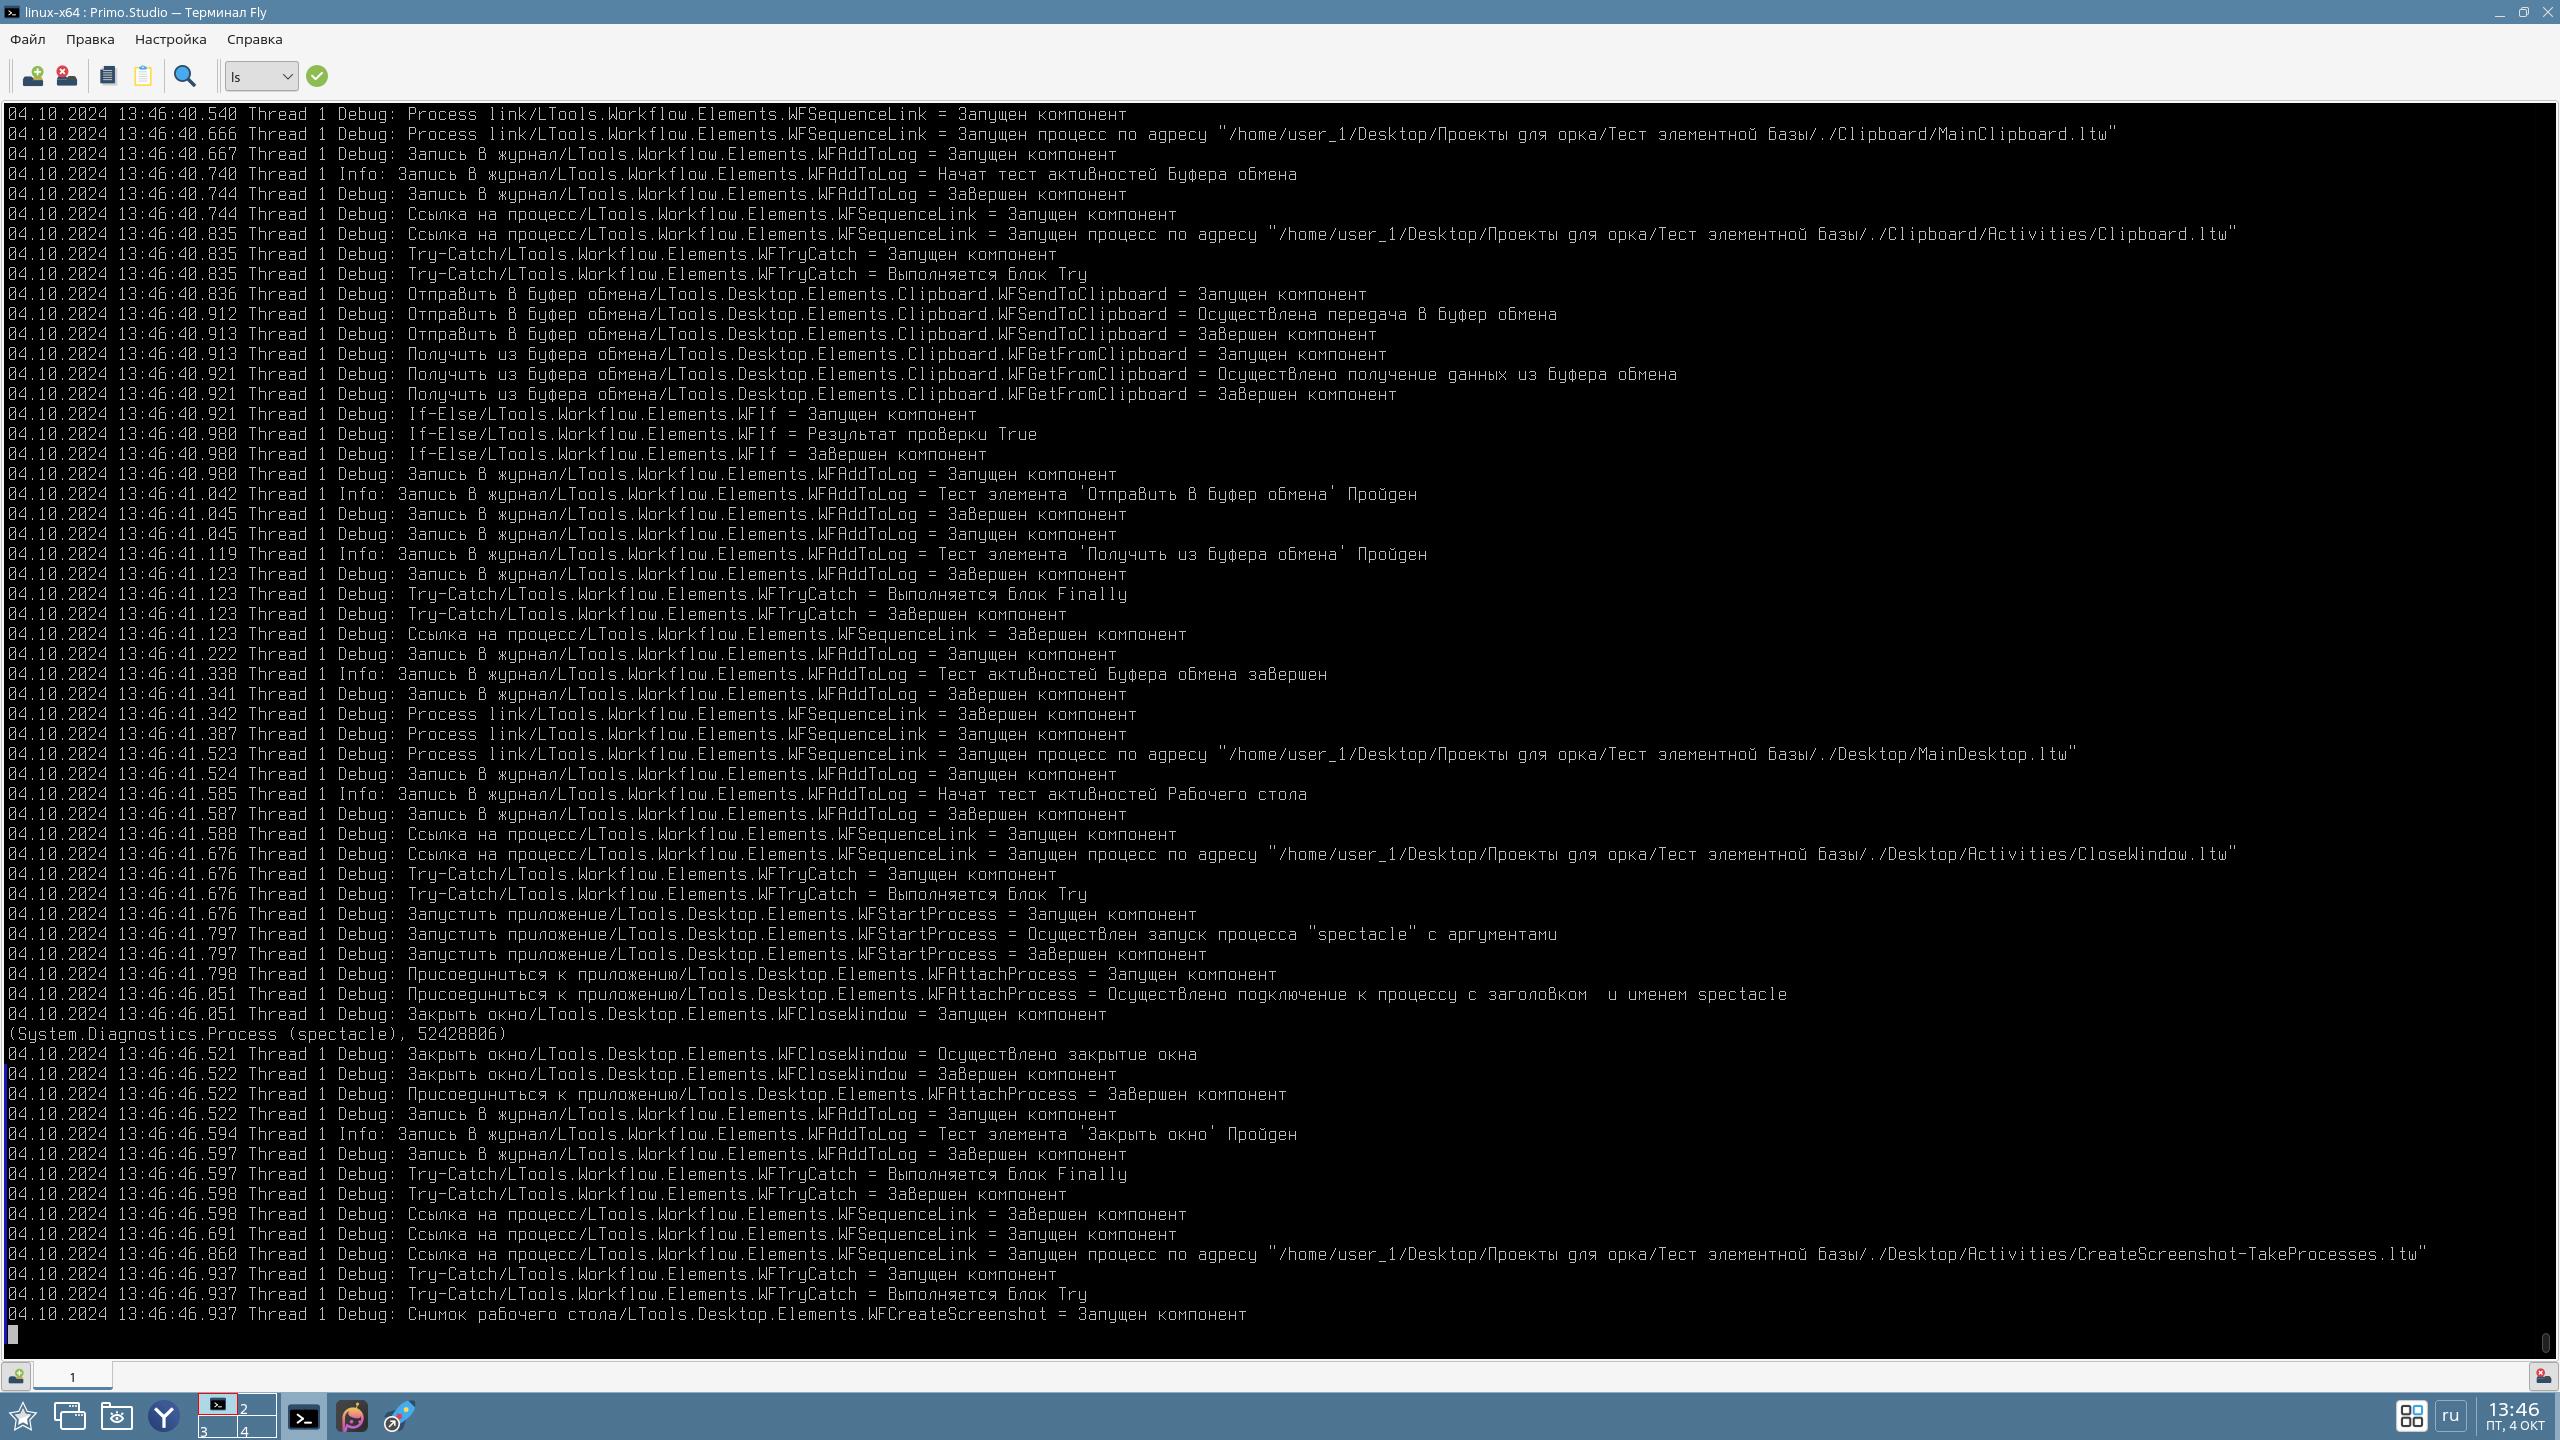 linux-x64 : Primo.Studio — Терминал Fly
Файл Правка Настройка Справка
ls
04.10.2024 13:46:40.540 Thread 1 Debug: Process link/LTools.Workflow.Elements.WFSequenceLink = Запущен компонент
04.10.2024 13:46:40.666 Thread 1 Debug: Process link/LTools.Workflow.Elements.WFSequenceLink = Запущен процесс по адресу "/home/user_1/Desktop/Проекты для орка/Тест элементной базы/./Clipboard/MainClipboard.ltw"
04.10.2024 13:46:40.667 Thread 1 Debug: Запись в журнал/LTools.Workflow.Elements.WFAddToLog = Запущен компонент
04.10.2024 13:46:40.740 Thread 1 Info: Запись в журнал/LTools.Workflow.Elements.WFAddToLog = Начат тест активностей Буфера обмена
04.10.2024 13:46:40.744 Thread 1 Debug: Запись в журнал/LTools.Workflow.Elements.WFAddToLog = Завершен компонент
04.10.2024 13:46:40.744 Thread 1 Debug: Ссылка на процесс/LTools.Workflow.Elements.WFSequenceLink = Запущен компонент
04.10.2024 13:46:40.835 Thread 1 Debug: Ссылка на процесс/LTools.Workflow.Elements.WFSequenceLink = Запущен процесс по адресу "/home/user_1/Desktop/Проекты для орка/Тест элементной базы/./Clipboard/Activities/Clipboard.ltw"
04.10.2024 13:46:40.835 Thread 1 Debug: Try-Catch/LTools.Workflow.Elements.WFTryCatch = Запущен компонент
04.10.2024 13:46:40.835 Thread 1 Debug: Try-Catch/LTools.Workflow.Elements.WFTryCatch = Выполняется блок Try
04.10.2024 13:46:40.836 Thread 1 Debug: Отправить в буфер обмена/LTools.Desktop.Elements.Clipboard.WFSendToClipboard = Запущен компонент
04.10.2024 13:46:40.912 Thread 1 Debug: Отправить в буфер обмена/LTools.Desktop.Elements.Clipboard.WFSendToClipboard = Осуществлена передача в буфер обмена
04.10.2024 13:46:40.913 Thread 1 Debug: Отправить в буфер обмена/LTools.Desktop.Elements.Clipboard.WFSendToClipboard = Завершен компонент
04.10.2024 13:46:40.913 Thread 1 Debug: Получить из буфера обмена/LTools.Desktop.Elements.Clipboard.WFGetFromClipboard = Запущен компонент
04.10.2024 13:46:40.921 Thread 1 Debug: Получить из буфера обмена/LTools.Desktop.Elements.Clipboard.WFGetFromClipboard = Осуществлено получение данных из буфера обмена
04.10.2024 13:46:40.921 Thread 1 Debug: Получить из буфера обмена/LTools.Desktop.Elements.Clipboard.WFGetFromClipboard = Завершен компонент
04.10.2024 13:46:40.921 Thread 1 Debug: If-Else/LTools.Workflow.Elements.WFIf = Запущен компонент
04.10.2024 13:46:40.980 Thread 1 Debug: If-Else/LTools.Workflow.Elements.WFIf = Результат проверки True
04.10.2024 13:46:40.980 Thread 1 Debug: If-Else/LTools.Workflow.Elements.WFIf = Завершен компонент
04.10.2024 13:46:40.980 Thread 1 Debug: Запись в журнал/LTools.Workflow.Elements.WFAddToLog = Запущен компонент
04.10.2024 13:46:41.042 Thread 1 Info: Запись в журнал/LTools.Workflow.Elements.WFAddToLog = Тест элемента 'Отправить в буфер обмена' Пройден
04.10.2024 13:46:41.045 Thread 1 Debug: Запись в журнал/LTools.Workflow.Elements.WFAddToLog = Завершен компонент
04.10.2024 13:46:41.045 Thread 1 Debug: Запись в журнал/LTools.Workflow.Elements.WFAddToLog = Запущен компонент
04.10.2024 13:46:41.119 Thread 1 Info: Запись в журнал/LTools.Workflow.Elements.WFAddToLog = Тест элемента 'Получить из буфера обмена' Пройден
04.10.2024 13:46:41.123 Thread 1 Debug: Запись в журнал/LTools.Workflow.Elements.WFAddToLog = Завершен компонент
04.10.2024 13:46:41.123 Thread 1 Debug: Try-Catch/LTools.Workflow.Elements.WFTryCatch = Выполняется блок Finally
04.10.2024 13:46:41.123 Thread 1 Debug: Try-Catch/LTools.Workflow.Elements.WFTryCatch = Завершен компонент
04.10.2024 13:46:41.123 Thread 1 Debug: Ссылка на процесс/LTools.Workflow.Elements.WFSequenceLink = Завершен компонент
04.10.2024 13:46:41.222 Thread 1 Debug: Запись в журнал/LTools.Workflow.Elements.WFAddToLog = Запущен компонент
04.10.2024 13:46:41.338 Thread 1 Info: Запись в журнал/LTools.Workflow.Elements.WFAddToLog = Тест активностей Буфера обмена завершен
04.10.2024 13:46:41.341 Thread 1 Debug: Запись в журнал/LTools.Workflow.Elements.WFAddToLog = Завершен компонент
04.10.2024 13:46:41.342 Thread 1 Debug: Process link/LTools.Workflow.Elements.WFSequenceLink = Завершен компонент
04.10.2024 13:46:41.387 Thread 1 Debug: Process link/LTools.Workflow.Elements.WFSequenceLink = Запущен компонент
04.10.2024 13:46:41.523 Thread 1 Debug: Process link/LTools.Workflow.Elements.WFSequenceLink = Запущен процесс по адресу "/home/user_1/Desktop/Проекты для орка/Тест элементной базы/./Desktop/MainDesktop.ltw"
04.10.2024 13:46:41.524 Thread 1 Debug: Запись в журнал/LTools.Workflow.Elements.WFAddToLog = Запущен компонент
04.10.2024 13:46:41.585 Thread 1 Info: Запись в журнал/LTools.Workflow.Elements.WFAddToLog = Начат тест активностей Рабочего стола
04.10.2024 13:46:41.587 Thread 1 Debug: Запись в журнал/LTools.Workflow.Elements.WFAddToLog = Завершен компонент
04.10.2024 13:46:41.588 Thread 1 Debug: Ссылка на процесс/LTools.Workflow.Elements.WFSequenceLink = Запущен компонент
04.10.2024 13:46:41.676 Thread 1 Debug: Ссылка на процесс/LTools.Workflow.Elements.WFSequenceLink = Запущен процесс по адресу "/home/user_1/Desktop/Проекты для орка/Тест элементной базы/./Desktop/Activities/CloseWindow.ltw"
04.10.2024 13:46:41.676 Thread 1 Debug: Try-Catch/LTools.Workflow.Elements.WFTryCatch = Запущен компонент
04.10.2024 13:46:41.676 Thread 1 Debug: Try-Catch/LTools.Workflow.Elements.WFTryCatch = Выполняется блок Try
04.10.2024 13:46:41.676 Thread 1 Debug: Запустить приложение/LTools.Desktop.Elements.WFStartProcess = Запущен компонент
04.10.2024 13:46:41.797 Thread 1 Debug: Запустить приложение/LTools.Desktop.Elements.WFStartProcess = Осуществлен запуск процесса "spectacle" с аргументами
04.10.2024 13:46:41.797 Thread 1 Debug: Запустить приложение/LTools.Desktop.Elements.WFStartProcess = Завершен компонент
04.10.2024 13:46:41.798 Thread 1 Debug: Присоединиться к приложению/LTools.Desktop.Elements.WFAttachProcess = Запущен компонент
04.10.2024 13:46:46.051 Thread 1 Debug: Присоединиться к приложению/LTools.Desktop.Elements.WFAttachProcess = Осуществлено подключение к процессу с заголовком  и именем spectacle
04.10.2024 13:46:46.051 Thread 1 Debug: Закрыть окно/LTools.Desktop.Elements.WFCloseWindow = Запущен компонент
(System.Diagnostics.Process (spectacle), 52428806)
04.10.2024 13:46:46.521 Thread 1 Debug: Закрыть окно/LTools.Desktop.Elements.WFCloseWindow = Осуществлено закрытие окна
04.10.2024 13:46:46.522 Thread 1 Debug: Закрыть окно/LTools.Desktop.Elements.WFCloseWindow = Завершен компонент
04.10.2024 13:46:46.522 Thread 1 Debug: Присоединиться к приложению/LTools.Desktop.Elements.WFAttachProcess = Завершен компонент
04.10.2024 13:46:46.522 Thread 1 Debug: Запись в журнал/LTools.Workflow.Elements.WFAddToLog = Запущен компонент
04.10.2024 13:46:46.594 Thread 1 Info: Запись в журнал/LTools.Workflow.Elements.WFAddToLog = Тест элемента 'Закрыть окно' Пройден
04.10.2024 13:46:46.597 Thread 1 Debug: Запись в журнал/LTools.Workflow.Elements.WFAddToLog = Завершен компонент
04.10.2024 13:46:46.597 Thread 1 Debug: Try-Catch/LTools.Workflow.Elements.WFTryCatch = Выполняется блок Finally
04.10.2024 13:46:46.598 Thread 1 Debug: Try-Catch/LTools.Workflow.Elements.WFTryCatch = Завершен компонент
04.10.2024 13:46:46.598 Thread 1 Debug: Ссылка на процесс/LTools.Workflow.Elements.WFSequenceLink = Завершен компонент
04.10.2024 13:46:46.691 Thread 1 Debug: Ссылка на процесс/LTools.Workflow.Elements.WFSequenceLink = Запущен компонент
04.10.2024 13:46:46.860 Thread 1 Debug: Ссылка на процесс/LTools.Workflow.Elements.WFSequenceLink = Запущен процесс по адресу "/home/user_1/Desktop/Проекты для орка/Тест элементной базы/./Desktop/Activities/CreateScreenshot-TakeProcesses.ltw"
04.10.2024 13:46:46.937 Thread 1 Debug: Try-Catch/LTools.Workflow.Elements.WFTryCatch = Запущен компонент
04.10.2024 13:46:46.937 Thread 1 Debug: Try-Catch/LTools.Workflow.Elements.WFTryCatch = Выполняется блок Try
04.10.2024 13:46:46.937 Thread 1 Debug: Снимок рабочего стола/LTools.Desktop.Elements.WFCreateScreenshot = Запущен компонент
1
2
3 4
ru
13:46
ПТ, 4 ОКТ